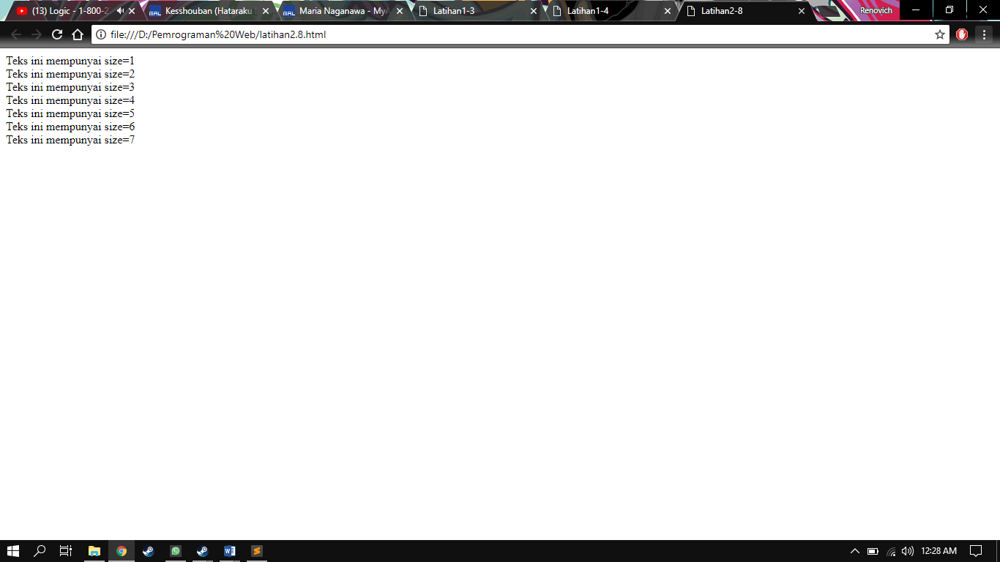 (13) Logic - 1-800-2
Kesshouban (Hataraku
Maria Naganawa - My
Latihan1-3
Latihan1-4
Latihan2-8
Renovich
file:///D:/Pemrograman%20Web/latihan2.8.html
Teks ini mempunyai size=1
Teks ini mempunyai size=2
Teks ini mempunyai size=3
Teks ini mempunyai size=4
Teks ini mempunyai size=5
Teks ini mempunyai size=6
Teks ini mempunyai size=7
12:28 AM